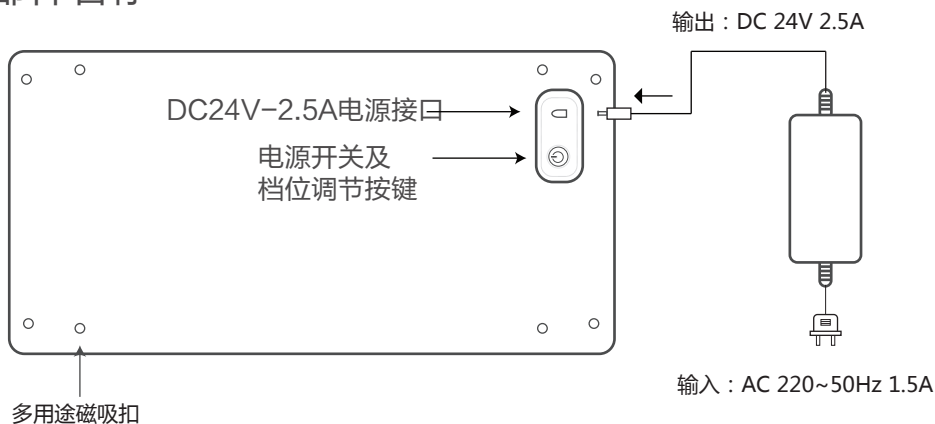 输出：DC 24V 2.5A
DC24V-2.5A电源接口
电源开关及
档位调节按键
输入：AC 220~50Hz 1.5A
多用途磁吸扣